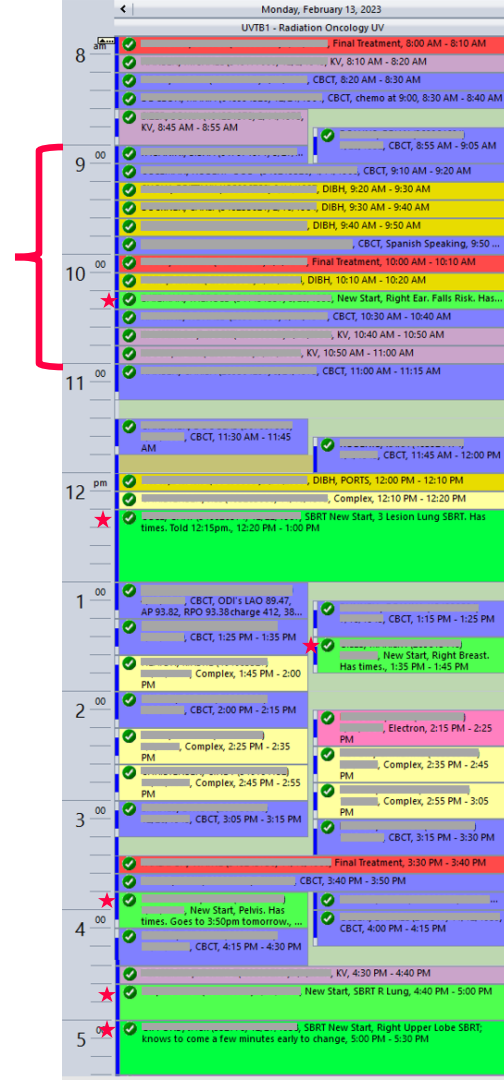 Monday, February 13, 2023
UVTB1 - Radiation Oncology UV
8 am
, Final Treatment, 8:00 AM - 8:10 AM
, KV, 8:10 AM - 8:20 AM
, CBCT, 8:20 AM - 8:30 AM
, CBCT, chemo at 9:00, 8:30 AM - 8:40 AM
KV, 8:45 AM - 8:55 AM
, CBCT, 8:55 AM - 9:05 AM
9 00
, CBCT, 9:10 AM - 9:20 AM
, DIBH, 9:20 AM - 9:30 AM
, DIBH, 9:30 AM - 9:40 AM
, DIBH, 9:40 AM - 9:50 AM
, CBCT, Spanish Speaking, 9:50 ...
10 00
Final Treatment, 10:00 AM - 10:10 AM
, DIBH, 10:10 AM - 10:20 AM
, New Start, Right Ear. Falls Risk. Has...
, CBCT, 10:30 AM - 10:40 AM
, KV, 10:40 AM - 10:50 AM
, KV, 10:50 AM - 11:00 AM
11 00
, CBCT, 11:00 AM - 11:15 AM
, CBCT, 11:30 AM - 11:45
AM
, CBCT, 11:45 AM - 12:00 PM
12 pm
, DIBH, PORTS, 12:00 PM - 12:10 PM
, Complex, 12:10 PM - 12:20 PM
SBRT New Start, 3 Lesion Lung SBRT. Has
times. Told 12:15pm., 12:20 PM - 1:00
PM
1 00
, CBCT, ODI's LAO 89.47,
AP 93.82, RPO 93.38charge 412, 38...
, CBCT, 1:15 PM - 1:25 PM
, CBCT, 1:25 PM - 1:35 PM
, New Start, Right Breast.
Has times., 1:35 PM - 1:45 PM
Complex, 1:45 PM - 2:00
PM
2 00
, CBCT, 2:00 PM - 2:15 PM
, Electron, 2:15 PM - 2:25
PM
, Complex, 2:25 PM - 2:35
PM
, Complex, 2:35 PM - 2:45
PM
, Complex, 2:45 PM - 2:55
PM
, Complex, 2:55 PM - 3:05
PM
3 00
, CBCT, 3:05 PM - 3:15 PM
, CBCT, 3:15 PM - 3:30 PM
Final Treatment, 3:30 PM - 3:40 PM
, CBCT, 3:40 PM - 3:50 PM
, New Start, Pelvis. Has
times. Goes to 3:50pm tomorrow., ...
...
4 00
CBCT, 4:00 PM - 4:15 PM
, CBCT, 4:15 PM - 4:30 PM
, KV, 4:30 PM - 4:40 PM
, New Start, SBRT R Lung, 4:40 PM - 5:00 PM
5 00
, SBRT New Start, Right Upper Lobe SBRT;
knows to come a few minutes early to change, 5:00 PM - 5:30 PM